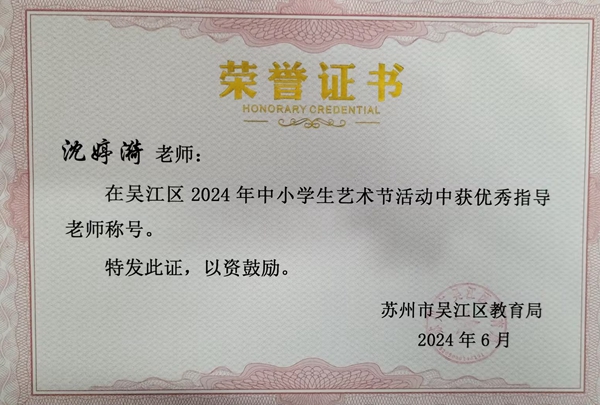 荣誉证书
HONORARY CREDENTIAL
沈婷漪 老师：
在吴江区 2024 年中小学生艺术节活动中获优秀指导
老师称号。
特发此证，以资鼓励。
苏州市吴江区教育局
2024 年 6 月